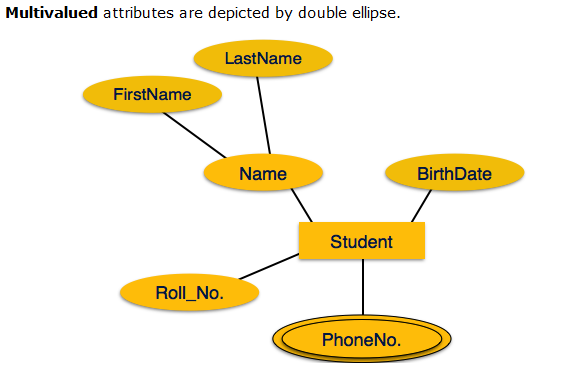 Multivalued attributes are depicted by double ellipse.
LastName
FirstName
Name
BirthDate
Student
Roll_No.
PhoneNo.